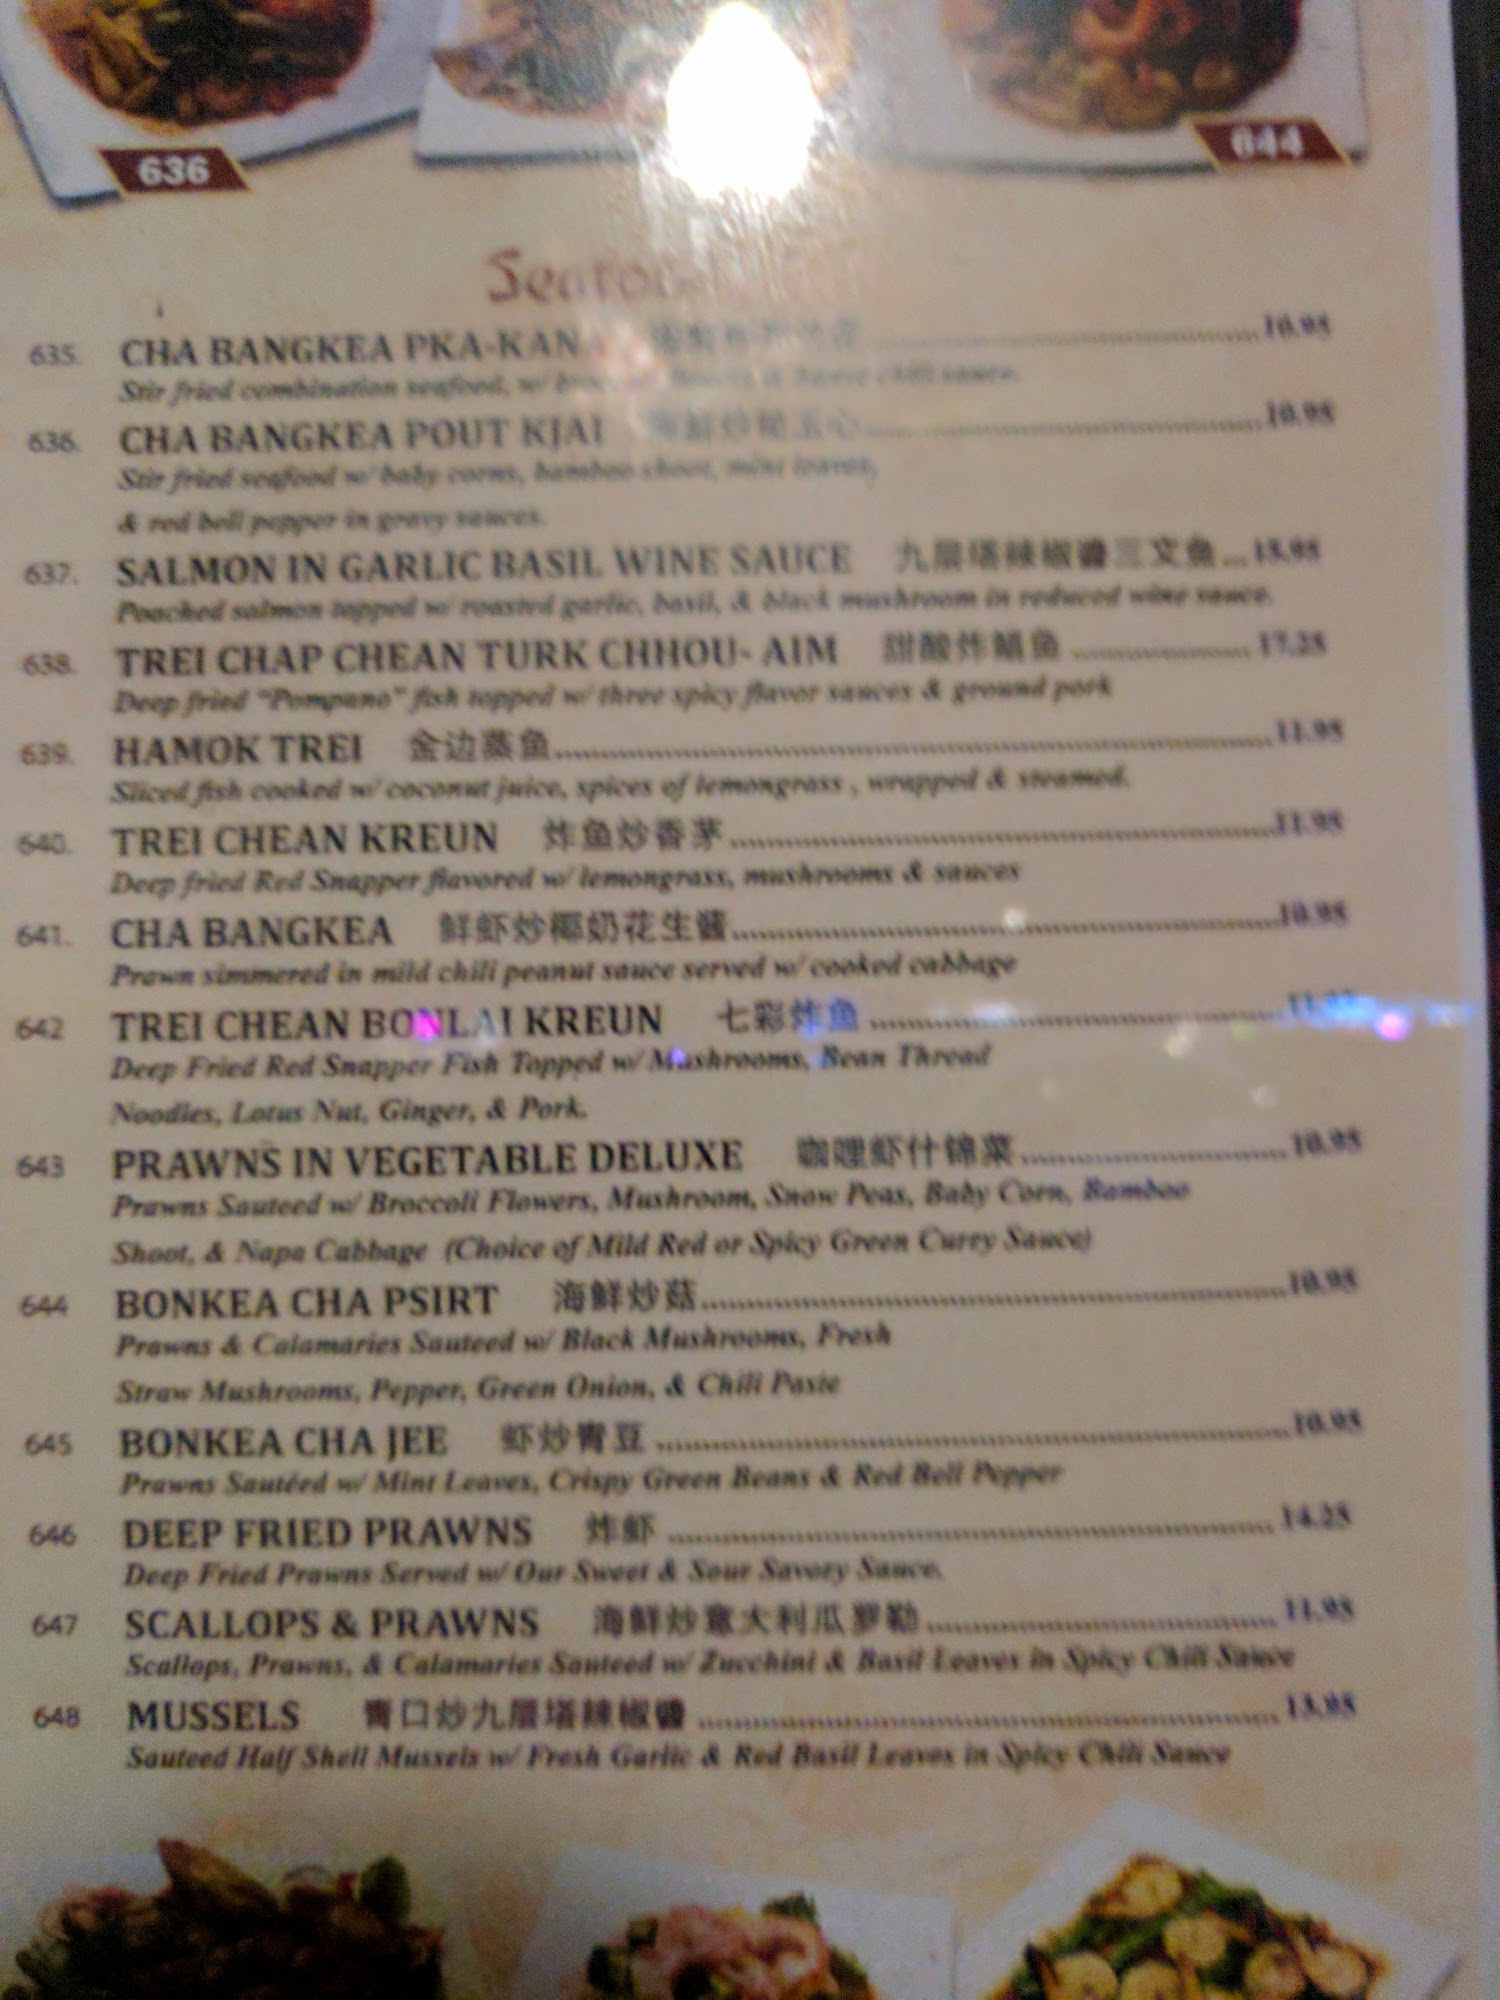 636
644
635. CHA BANGKEA PKA-KAN 10.95
Stir fried combination seafood, w/ chili sauce.
636. CHA BANGKEA POUT KJAI 海鮮炒 玉心 10.95
Stir fried seafood w/ baby corns, bamboo shoot, mint leaves,
& red bell pepper in gravy sauces.
637. SALMON IN GARLIC BASIL WINE SAUCE 九層塔辣椒醬三文鱼 15.95
Poached salmon topped w/ roasted garlic, basil, & black mushroom in reduced wine sauce.
638. TREI CHAP CHEAN TURK CHHOU- AIM 甜酸炸鲳鱼 17.25
Deep fried "Pompano" fish topped w/ three spicy flavor sauces & ground pork
639. HAMOK TREI 金边蒸鱼 11.95
Sliced fish cooked w/ coconut juice, spices of lemongrass , wrapped & steamed.
640. TREI CHEAN KREUN 炸鱼炒香茅 11.95
Deep fried Red Snapper flavored w/ lemongrass, mushrooms & sauces
641. CHA BANGKEA 鲜虾炒椰奶花生酱 10.95
Prawn simmered in mild chili peanut sauce served w/ cooked cabbage
642 TREI CHEAN BONLAI KREUN 七彩炸鱼
Deep Fried Red Snapper Fish Topped w/ Mushrooms, Bean Thread
Noodles, Lotus Nut, Ginger, & Pork.
643 PRAWNS IN VEGETABLE DELUXE 咖哩虾什锦菜 10.95
Prawns Sauteed w/ Broccoli Flowers, Mushroom, Snow Peas, Baby Corn, Bamboo
Shoot, & Napa Cabbage (Choice of Mild Red or Spicy Green Curry Sauce)
644 BONKEA CHA PSIRT 海鲜炒菇 10.95
Prawns & Calamaries Sauteed w/ Black Mushrooms, Fresh
Straw Mushrooms, Pepper, Green Onion, & Chili Paste
645 BONKEA CHA JEE 虾炒青豆 10.95
Prawns Sautéed w/ Mint Leaves, Crispy Green Beans & Red Bell Pepper
646 DEEP FRIED PRAWNS 炸虾 14.25
Deep Fried Prawns Served w/ Our Sweet & Sour Savory Sauce.
647 SCALLOPS & PRAWNS 海鲜炒意大利瓜罗勒 11.95
Scallops, Prawns, & Calamaries Sauteed w/ Zucchini & Basil Leaves in Spicy Chili Sauce
648 MUSSELS 青口炒九層塔辣椒醬 13.95
Sauteed Half Shell Mussels w/ Fresh Garlic & Red Basil Leaves in Spicy Chili Sauce